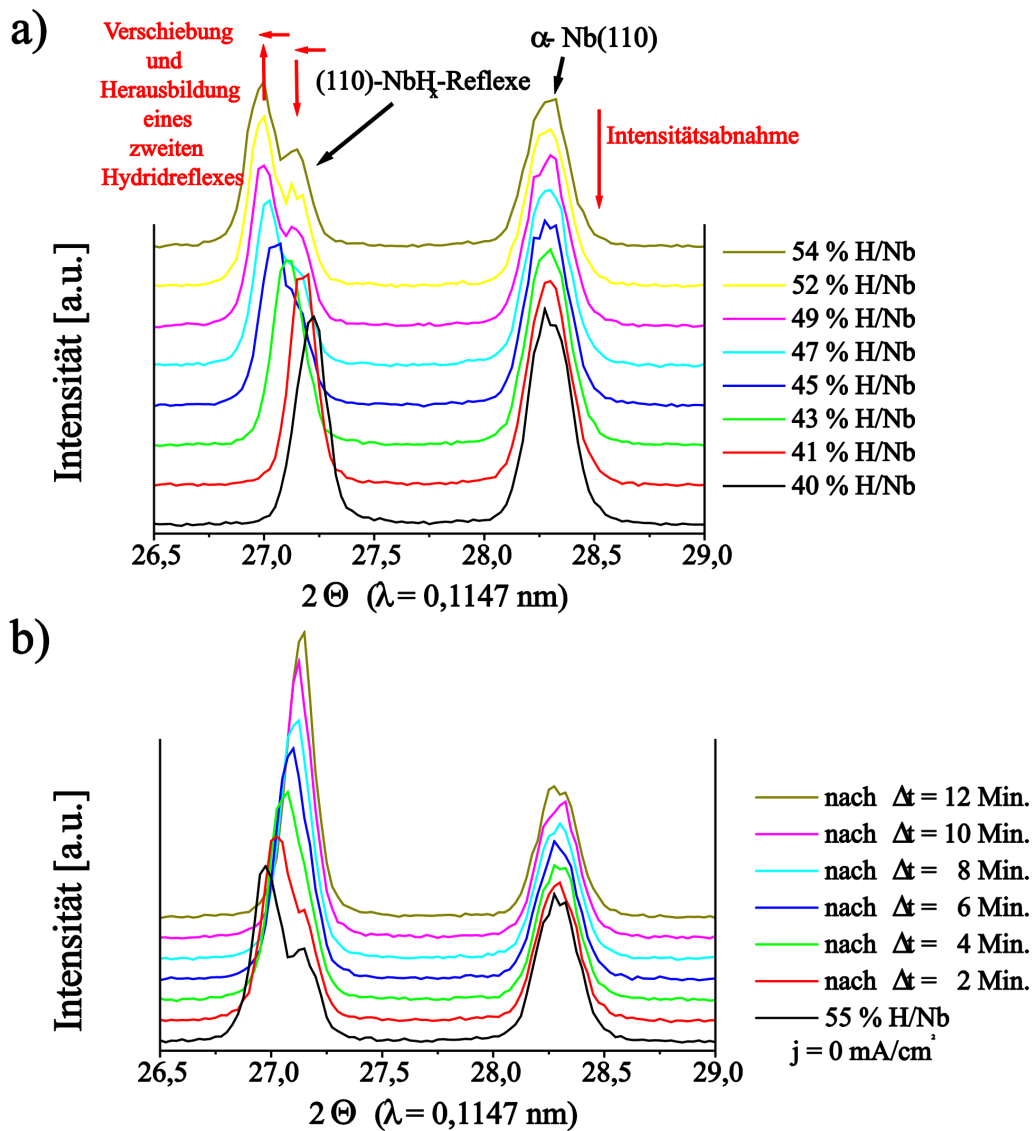 a)
Verschiebung
und
Herausbildung
eines
zweiten
Hydridreflexes
(110)-NbHx-Reflexe
α- Nb(110)
Intensitätsabnahme
Intensität [a.u.]
54 % H/Nb
52 % H/Nb
49 % H/Nb
47 % H/Nb
45 % H/Nb
43 % H/Nb
41 % H/Nb
40 % H/Nb
26,5 27,0 27,5 28,0 28,5 29,0
2 Θ (λ = 0,1147 nm)
b)
Intensität [a.u.]
nach Δt = 12 Min.
nach Δt = 10 Min.
nach Δt = 8 Min.
nach Δt = 6 Min.
nach Δt = 4 Min.
nach Δt = 2 Min.
55 % H/Nb
j = 0 mA/cm²
26,5 27,0 27,5 28,0 28,5 29,0
2 Θ (λ = 0,1147 nm)